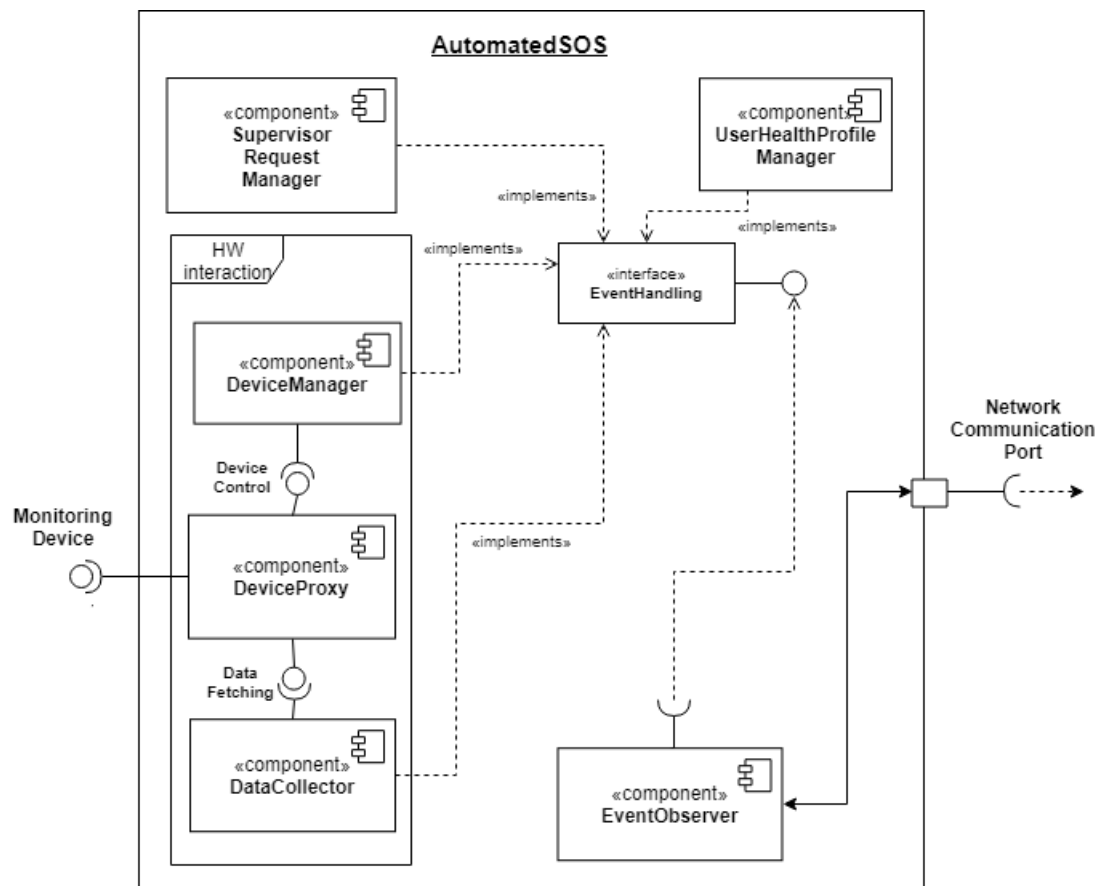 AutomatedSOS
«component»
Supervisor
Request
Manager
«component»
UserHealthProfile
Manager
«implements»
«implements»
«implements»
HW
interaction
«interface»
EventHandling
«component»
DeviceManager
Device
Control
Network
Communication
Port
Monitoring
Device
«implements»
«component»
DeviceProxy
Data
Fetching
«component»
DataCollector
«component»
EventObserver